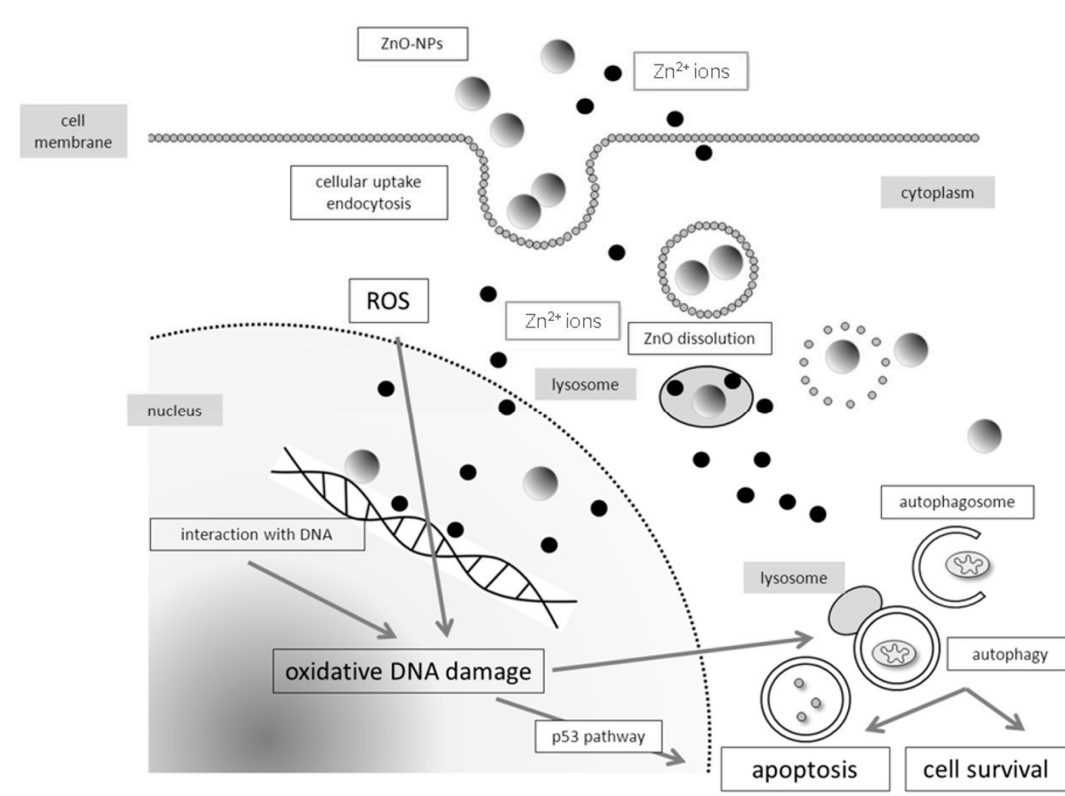 ZnO-NPs
Zn²⁺ ions
cell
membrane
cellular uptake
endocytosis
cytoplasm
ROS
Zn²⁺ ions
ZnO dissolution
lysosome
nucleus
autophagosome
interaction with DNA
lysosome
autophagy
oxidative DNA damage
p53 pathway
apoptosis
cell survival